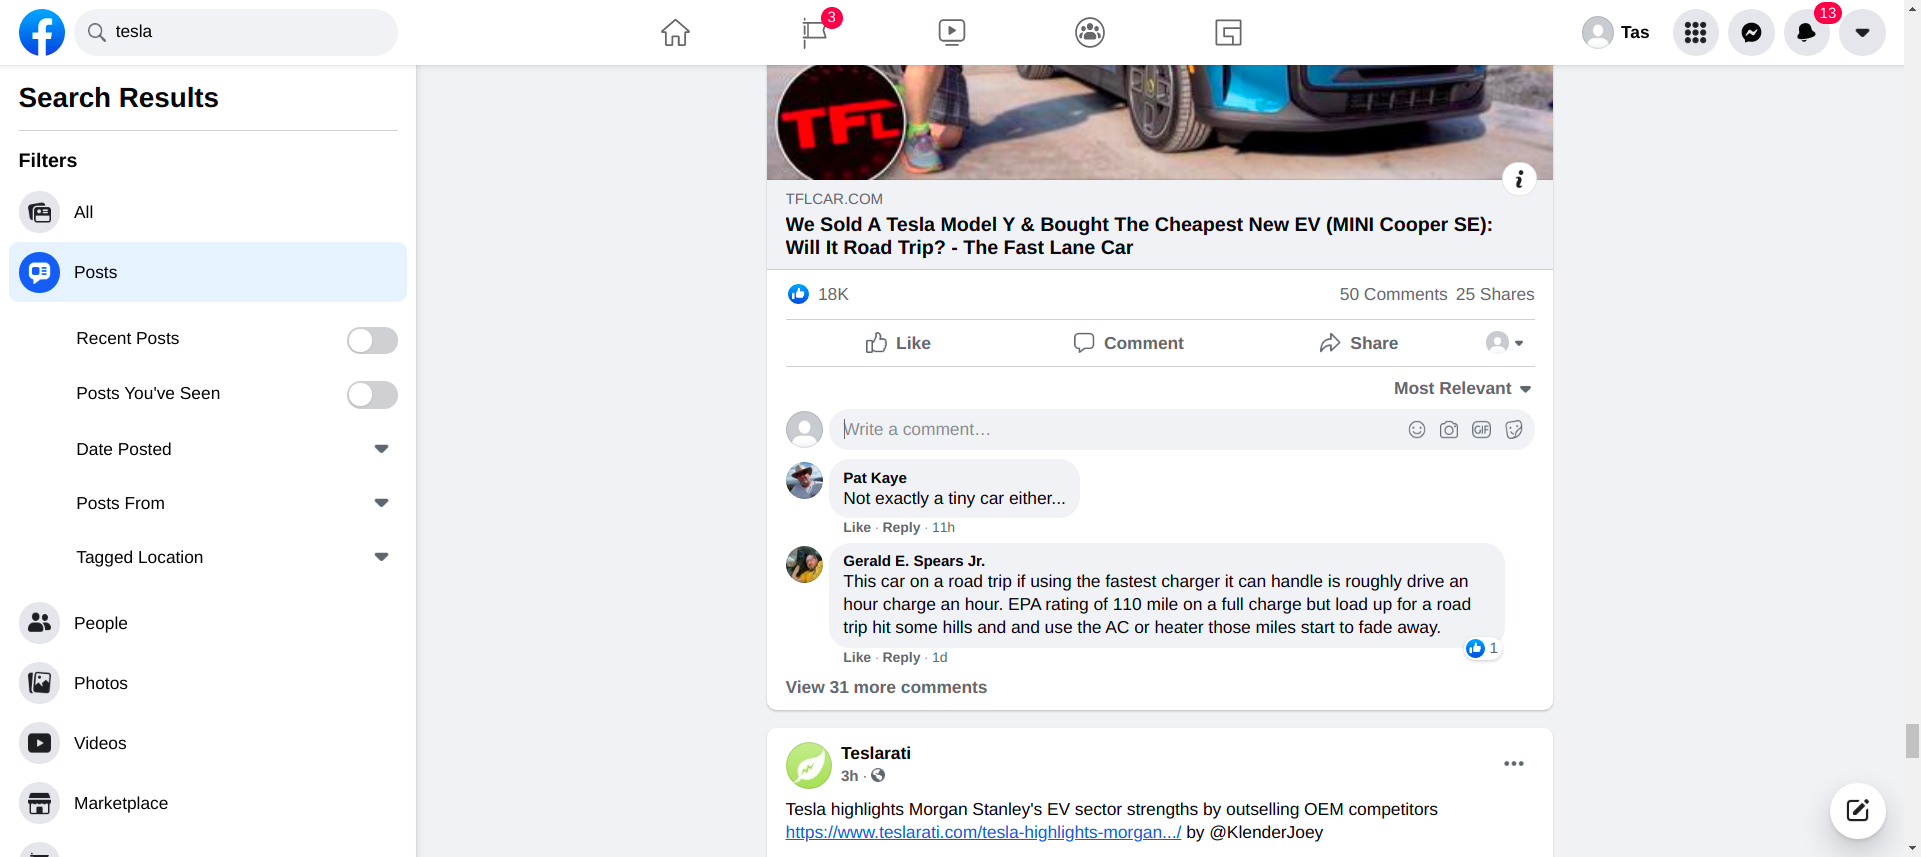 tesla
3
Tas
13
Search Results
Filters
All
Posts
Recent Posts
Posts You've Seen
Date Posted
Posts From
Tagged Location
People
Photos
Videos
Marketplace
TFL
TFLCAR.COM
We Sold A Tesla Model Y & Bought The Cheapest New EV (MINI Cooper SE):
Will It Road Trip? - The Fast Lane Car
18K
50 Comments 25 Shares
Like
Comment
Share
Most Relevant
Write a comment…
GIF
Pat Kaye
Not exactly a tiny car either...
Like · Reply · 11h
Gerald E. Spears Jr.
This car on a road trip if using the fastest charger it can handle is roughly drive an
hour charge an hour. EPA rating of 110 mile on a full charge but load up for a road
trip hit some hills and and use the AC or heater those miles start to fade away.
1
Like · Reply · 1d
View 31 more comments
Teslarati
3h ·
Tesla highlights Morgan Stanley's EV sector strengths by outselling OEM competitors
https://www.teslarati.com/tesla-highlights-morgan.../ by @KlenderJoey